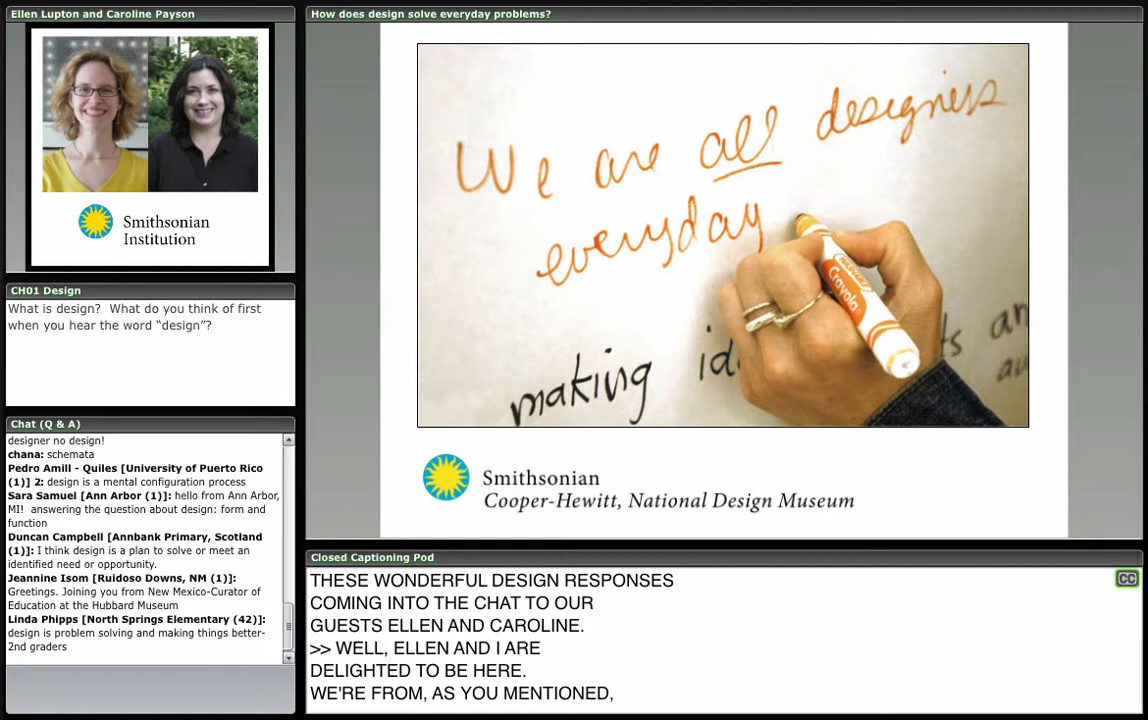 Ellen Lupton and Caroline Payson
Smithsonian
Institution
CH01 Design
What is design?  What do you think of first
when you hear the word “design”?
Chat (Q & A)
designer no design!
chana: schemata
Pedro Amill - Quiles [University of Puerto Rico
(1)] 2: design is a mental configuration process
Sara Samuel [Ann Arbor (1)]: hello from Ann Arbor,
MI!  answering the question about design: form and
function
Duncan Campbell [Annbank Primary, Scotland
(1)]: I think design is a plan to solve or meet an
identified need or opportunity.
Jeannine Isom [Ruidoso Downs, NM (1)]:
Greetings. Joining you from New Mexico-Curator of
Education at the Hubbard Museum
Linda Phipps [North Springs Elementary (42)]:
design is problem solving and making things better-
2nd graders
How does design solve everyday problems?
We are all designers
everyday
Crayola
making
Smithsonian
Cooper-Hewitt, National Design Museum
Closed Captioning Pod
THESE WONDERFUL DESIGN RESPONSES
COMING INTO THE CHAT TO OUR
GUESTS ELLEN AND CAROLINE.
>> WELL, ELLEN AND I ARE
DELIGHTED TO BE HERE.
WE'RE FROM, AS YOU MENTIONED,
CC